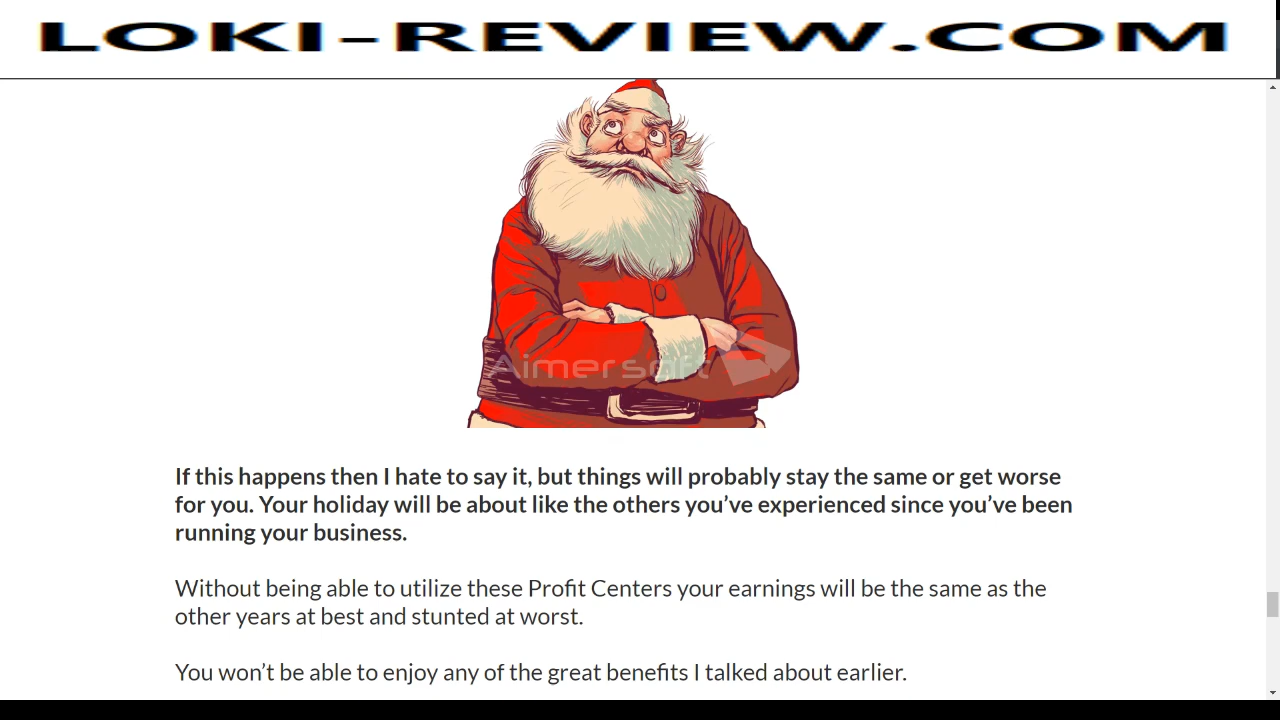 LOKI-REVIEW.COM
Aimersoft
If this happens then I hate to say it, but things will probably stay the same or get worse
for you. Your holiday will be about like the others you’ve experienced since you’ve been
running your business.
Without being able to utilize these Profit Centers your earnings will be the same as the
other years at best and stunted at worst.
You won’t be able to enjoy any of the great benefits I talked about earlier.